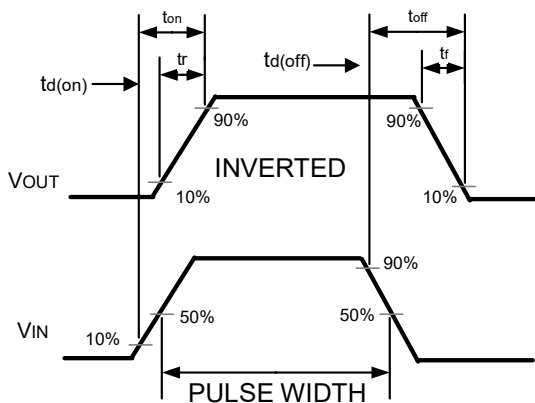 ton
toff
tr
td(off)
tf
td(on)
90%
90%
VOUT
INVERTED
10%
10%
90%
VIN
10%
50%
50%
PULSE WIDTH